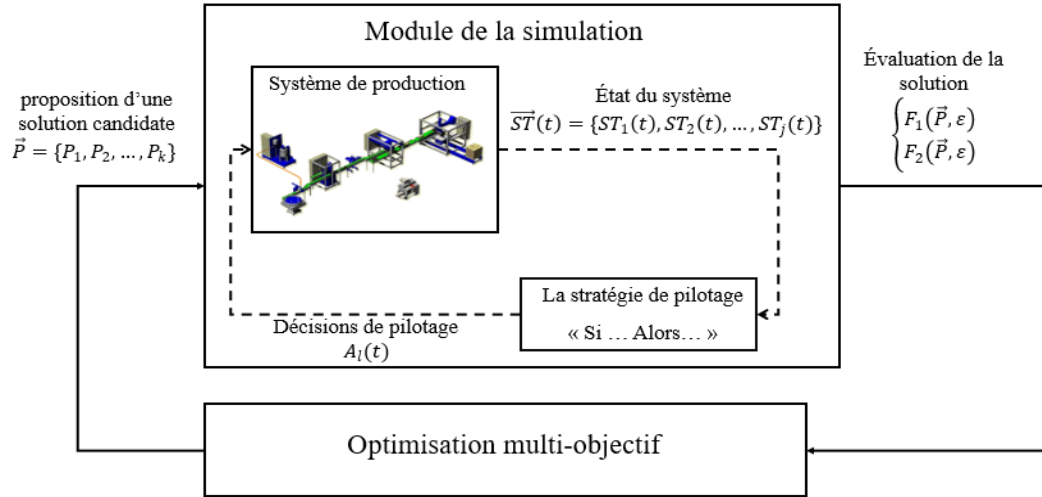 Module de la simulation
Système de production
proposition d’une
solution candidate
P⃗ = {P₁, P₂, …, Pₖ}
État du système
S⃗T⃗(t) = {ST₁(t), ST₂(t), …, STⱼ(t)}
Évaluation de la
solution
F₁(P⃗, ε)
F₂(P⃗, ε)
La stratégie de pilotage
« Si … Alors… »
Décisions de pilotage
Aₗ(t)
Optimisation multi-objectif